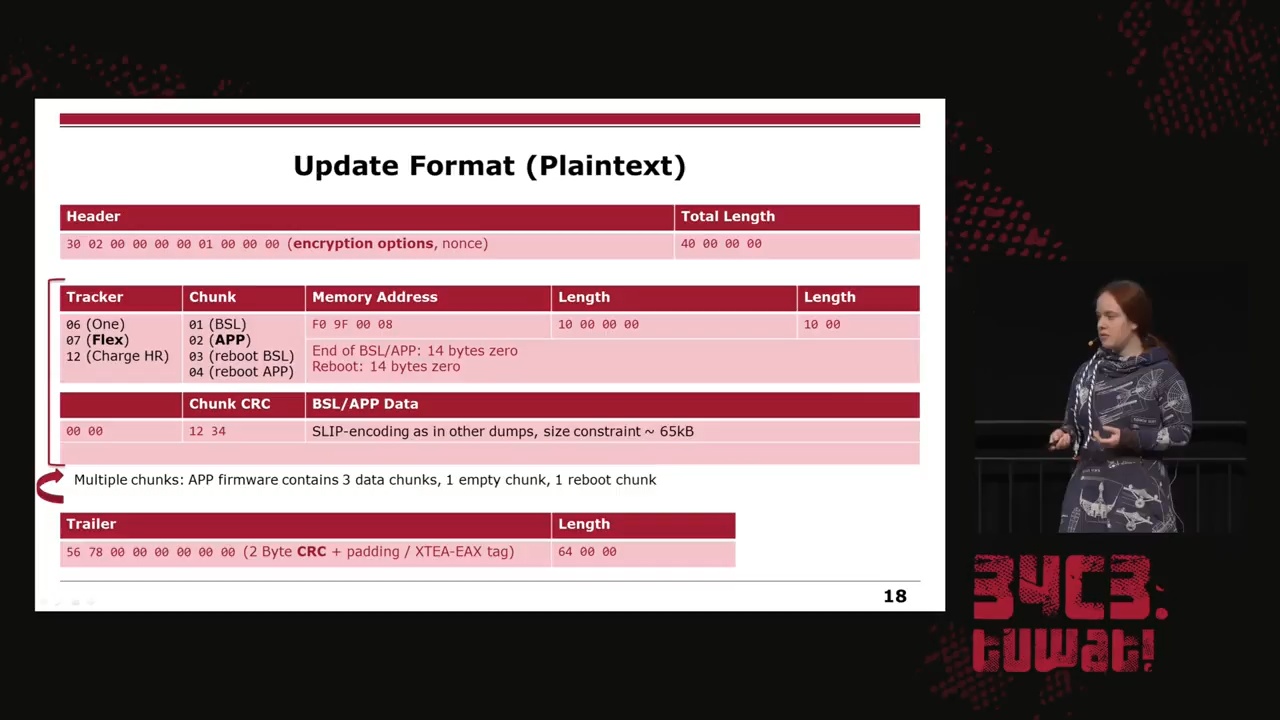 Update Format (Plaintext)
Header Total Length
30 02 00 00 00 00 01 00 00 00 (encryption options, nonce) 40 00 00 00
Tracker Chunk Memory Address Length Length
06 (One) 01 (BSL) F0 9F 00 08 10 00 00 00 10 00
07 (Flex) 02 (APP)
End of BSL/APP: 14 bytes zero
12 (Charge HR) 03 (reboot BSL)
Reboot: 14 bytes zero
04 (reboot APP)
Chunk CRC BSL/APP Data
00 00 12 34 SLIP-encoding as in other dumps, size constraint ~ 65kB
Multiple chunks: APP firmware contains 3 data chunks, 1 empty chunk, 1 reboot chunk
Trailer Length
56 78 00 00 00 00 00 00 (2 Byte CRC + padding / XTEA-EAX tag) 64 00 00
18
34C3.
tuwat!